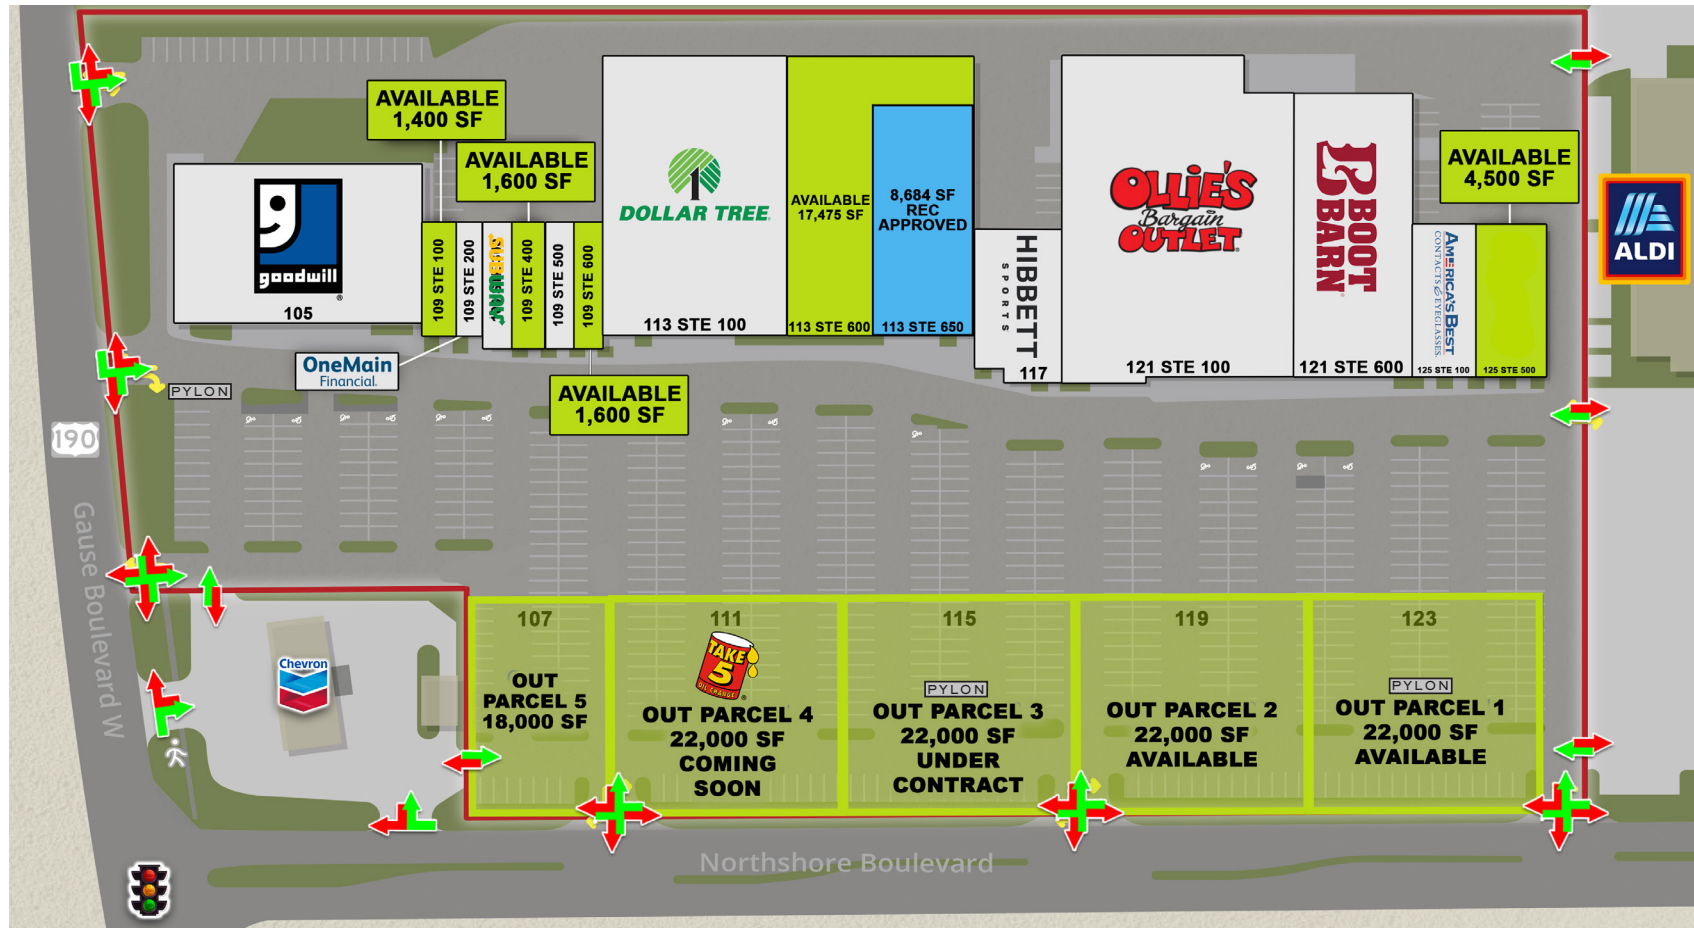 AVAILABLE
1,400 SF
AVAILABLE
1,600 SF
goodwill
105
109 STE 100
109 STE 200
SUBWAY
109 STE 400
109 STE 500
109 STE 600
OneMain
Financial.
AVAILABLE
1,600 SF
1
DOLLAR TREE
113 STE 100
AVAILABLE
17,475 SF
113 STE 600
8,684 SF
REC
APPROVED
113 STE 650
HIBBETT
SPORTS
117
OLLIE'S
Bargain
OUTLET
121 STE 100
BOOT
BARN
121 STE 600
AMERICA'S BEST
CONTACTS & EYEGLASSES.
125 STE 100
AVAILABLE
4,500 SF
125 STE 500
ALDI
PYLON
190
Gause Boulevard W
Chevron
107
OUT
PARCEL 5
18,000 SF
111
TAKE
5
OIL CHANGE
OUT PARCEL 4
22,000 SF
COMING
SOON
115
PYLON
OUT PARCEL 3
22,000 SF
UNDER
CONTRACT
119
OUT PARCEL 2
22,000 SF
AVAILABLE
123
PYLON
OUT PARCEL 1
22,000 SF
AVAILABLE
Northshore Boulevard